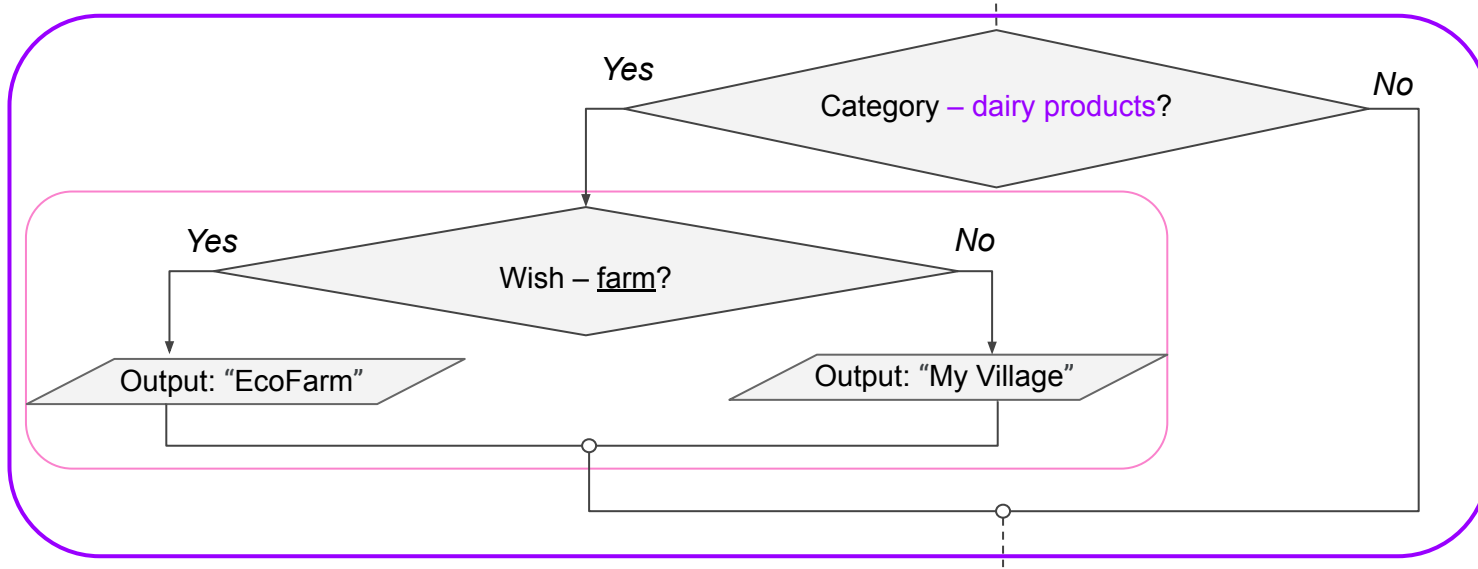 Yes
No
Category – dairy products?
Yes
No
Wish – farm?
Output: “EcoFarm”
Output: “My Village”